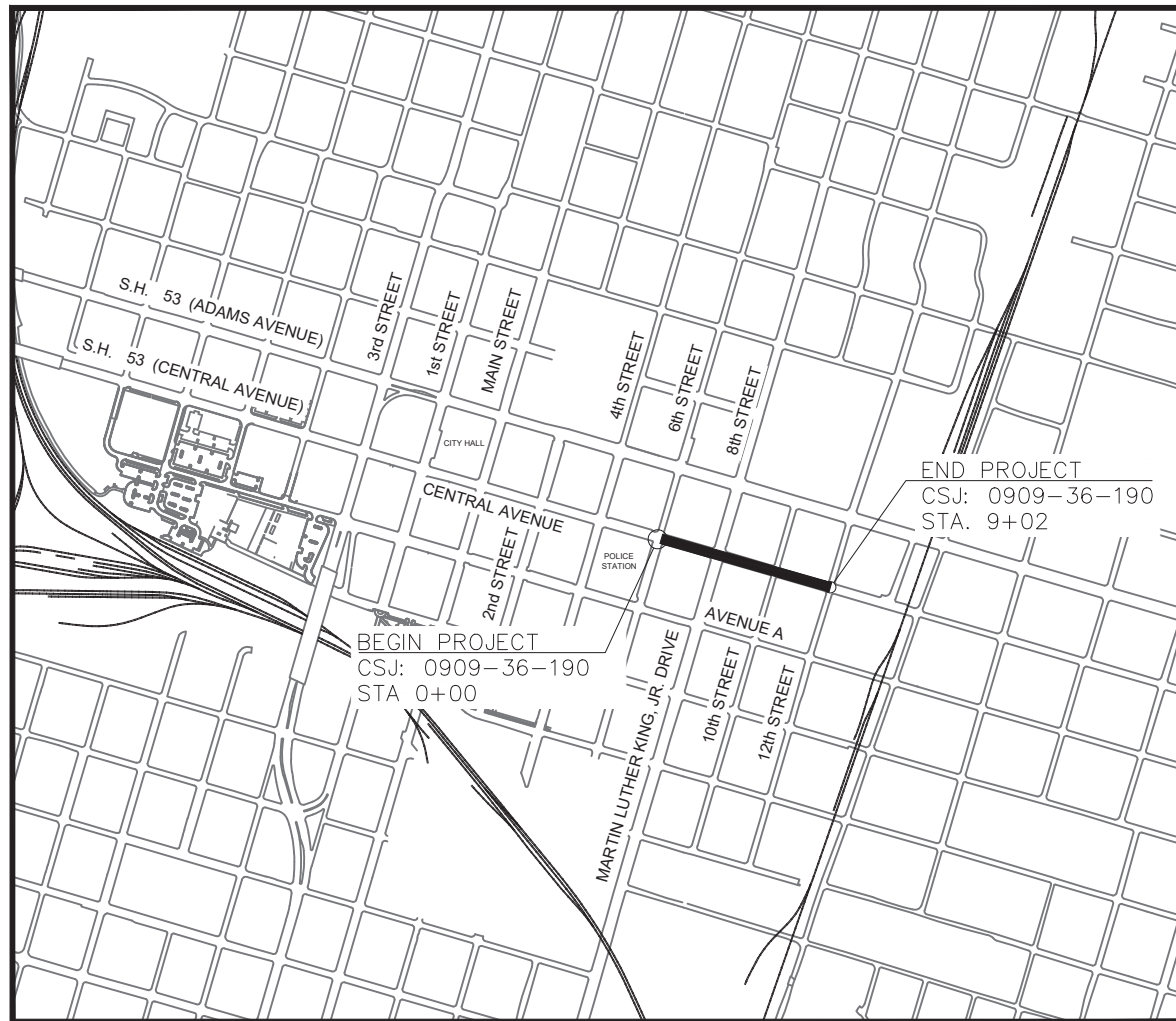 S.H. 53 (ADAMS AVENUE)
S.H. 53 (CENTRAL AVENUE)
3rd STREET
1st STREET
MAIN STREET
4th STREET
6th STREET
8th STREET
CITY HALL
CENTRAL AVENUE
END PROJECT
CSJ: 0909-36-190
STA. 9+02
POLICE
STATION
2nd STREET
AVENUE A
BEGIN PROJECT
CSJ: 0909-36-190
STA 0+00
MARTIN LUTHER KING, JR. DRIVE
10th STREET
12th STREET